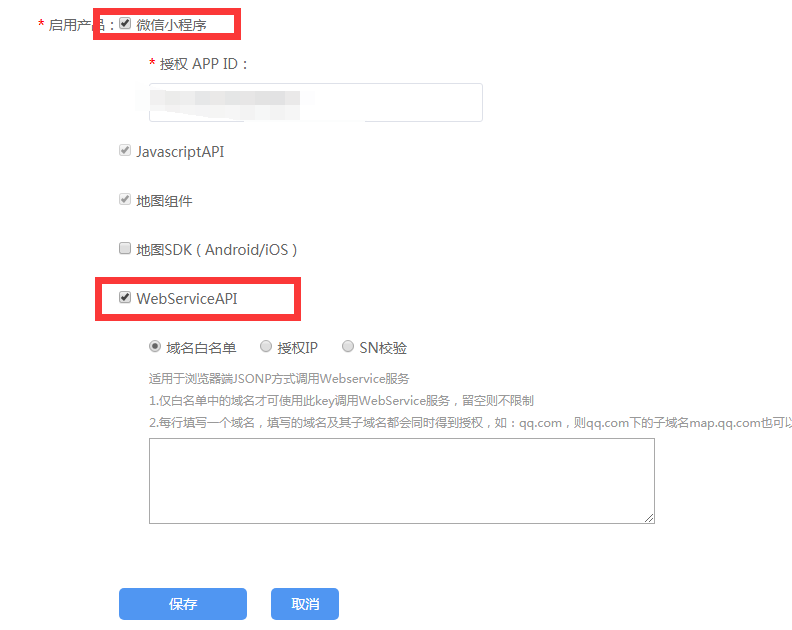 * 启用产品： 微信小程序
* 授权 APP ID：
JavascriptAPI
地图组件
地图SDK ( Android/iOS )
WebServiceAPI
域名白名单 授权IP SN校验
适用于浏览器端JSONP方式调用Webservice服务
1.仅白名单中的域名才可使用此key调用WebService服务，留空则不限制
2.每行填写一个域名，填写的域名及其子域名都会同时得到授权，如：qq.com，则qq.com下的子域名map.qq.com也可以
保存 取消